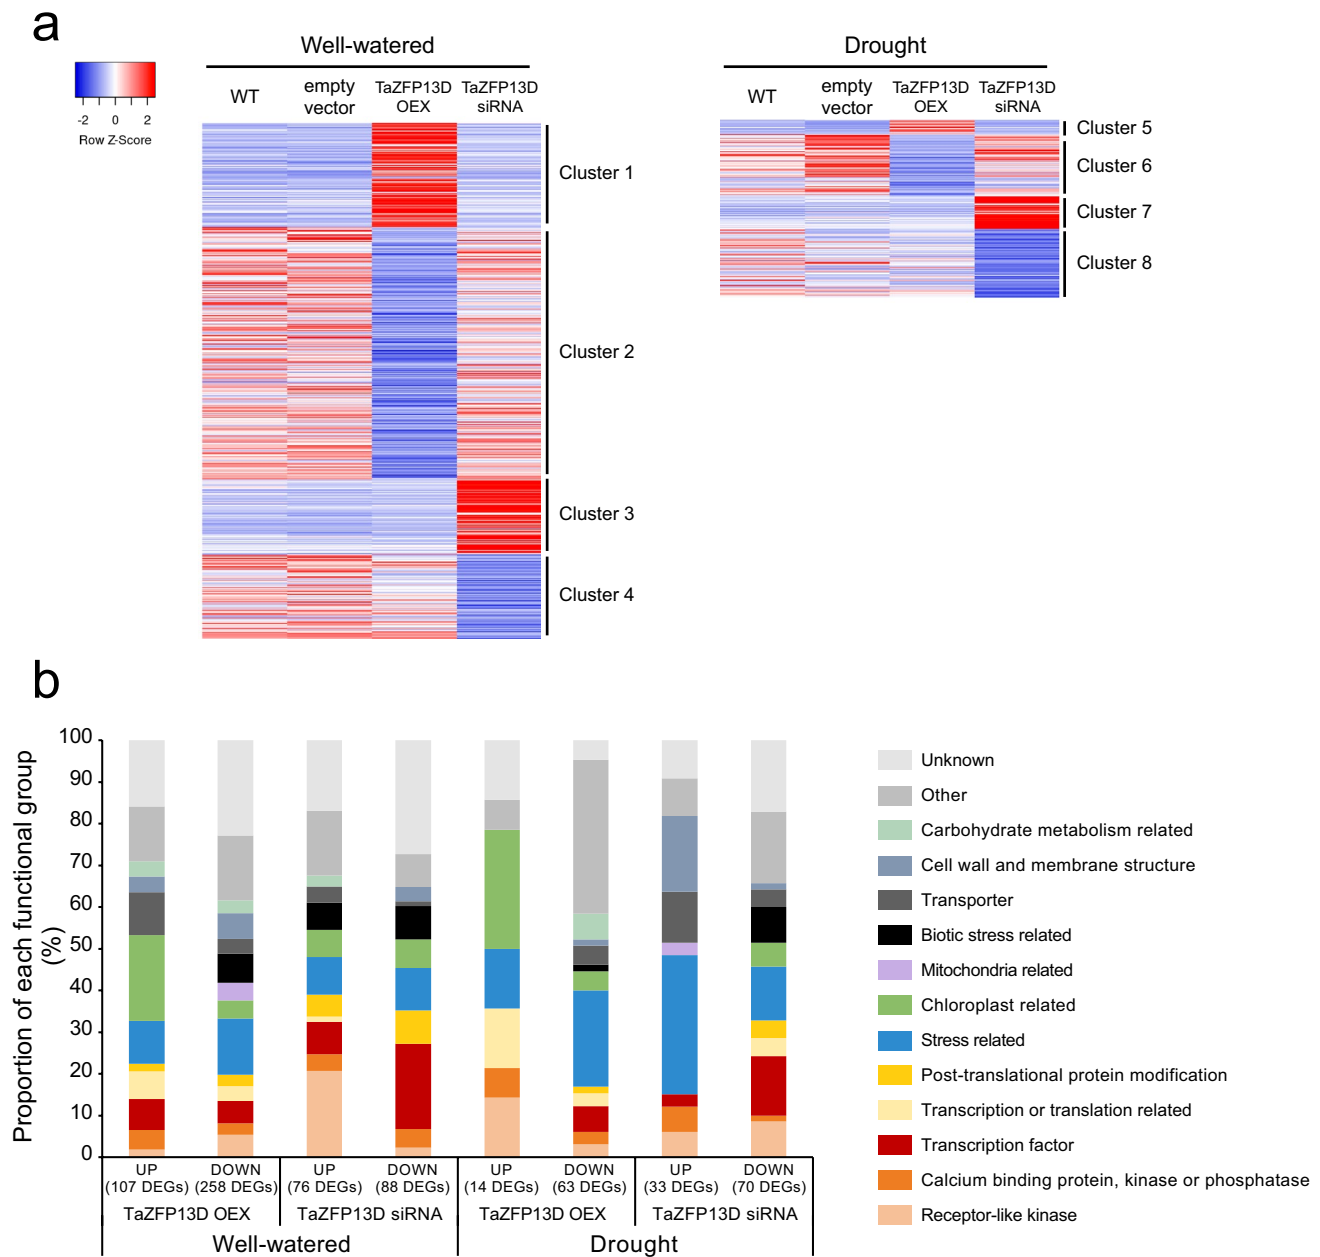 a
Well-watered
Drought
-2 0 2
Row Z-Score
WT
empty
vector
TaZFP13D
OEX
TaZFP13D
siRNA
WT
empty
vector
TaZFP13D
OEX
TaZFP13D
siRNA
Cluster 1
Cluster 2
Cluster 3
Cluster 4
Cluster 5
Cluster 6
Cluster 7
Cluster 8
b
Proportion of each functional group
(%)
100
90
80
70
60
50
40
30
20
10
0
UP
(107 DEGs)
DOWN
(258 DEGs)
UP
(76 DEGs)
DOWN
(88 DEGs)
UP
(14 DEGs)
DOWN
(63 DEGs)
UP
(33 DEGs)
DOWN
(70 DEGs)
TaZFP13D OEX
TaZFP13D siRNA
TaZFP13D OEX
TaZFP13D siRNA
Well-watered
Drought
Unknown
Other
Carbohydrate metabolism related
Cell wall and membrane structure
Transporter
Biotic stress related
Mitochondria related
Chloroplast related
Stress related
Post-translational protein modification
Transcription or translation related
Transcription factor
Calcium binding protein, kinase or phosphatase
Receptor-like kinase